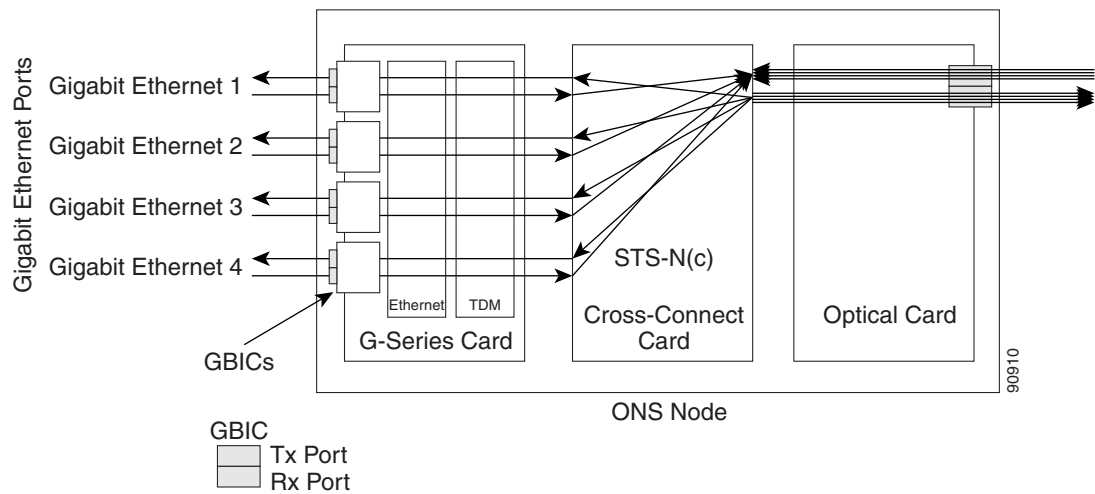 Gigabit Ethernet Ports
Gigabit Ethernet 1
Gigabit Ethernet 2
Gigabit Ethernet 3
Gigabit Ethernet 4
GBICs
Ethernet
TDM
G-Series Card
STS-N(c)
Cross-Connect
Card
Optical Card
90910
ONS Node
GBIC
Tx Port
Rx Port